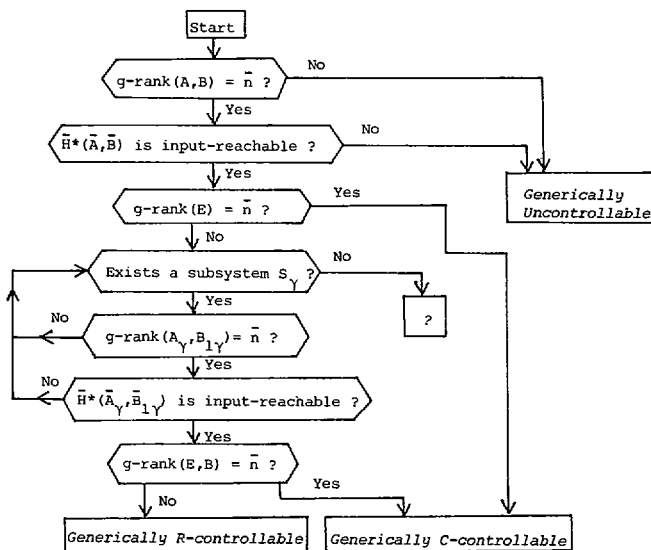 Start
g-rank(A,B) = n̄ ?
No
Yes
H̄*(Ā,B̄) is input-reachable ?
No
Yes
Generically
Uncontrollable
g-rank(E) = n̄ ?
Yes
No
Exists a subsystem Sγ ?
No
?
Yes
No
g-rank(Aγ,B1γ)= n̄ ?
Yes
No
H̄*(Āγ,B̄1γ) is input-reachable ?
Yes
g-rank(E,B) = n̄ ?
Yes
No
Generically R-controllable
Generically C-controllable